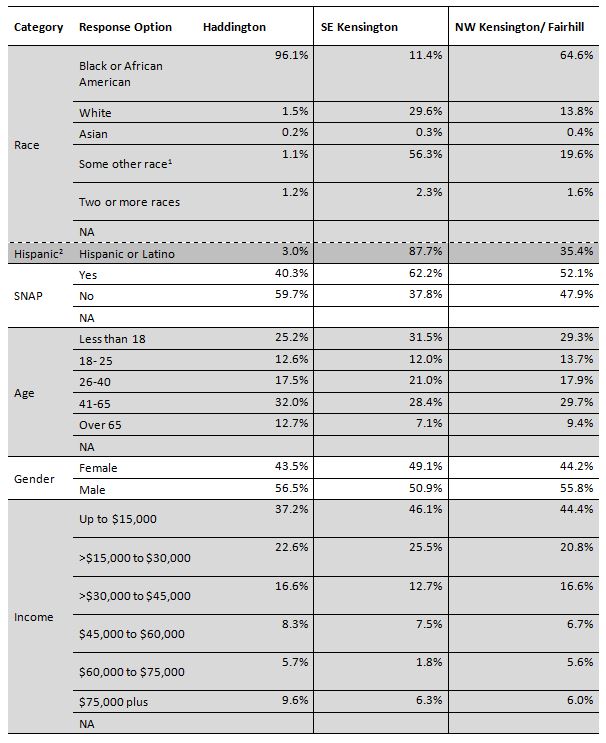 Category Response Option Haddington SE Kensington NW Kensington/ Fairhill
Race
Black or African
American 96.1% 11.4% 64.6%
White 1.5% 29.6% 13.8%
Asian 0.2% 0.3% 0.4%
Some other race¹ 1.1% 56.3% 19.6%
Two or more races 1.2% 2.3% 1.6%
NA
Hispanic² Hispanic or Latino 3.0% 87.7% 35.4%
SNAP
Yes 40.3% 62.2% 52.1%
No 59.7% 37.8% 47.9%
NA
Age
Less than 18 25.2% 31.5% 29.3%
18- 25 12.6% 12.0% 13.7%
26-40 17.5% 21.0% 17.9%
41-65 32.0% 28.4% 29.7%
Over 65 12.7% 7.1% 9.4%
NA
Gender
Female 43.5% 49.1% 44.2%
Male 56.5% 50.9% 55.8%
Income
Up to $15,000 37.2% 46.1% 44.4%
>$15,000 to $30,000 22.6% 25.5% 20.8%
>$30,000 to $45,000 16.6% 12.7% 16.6%
$45,000 to $60,000 8.3% 7.5% 6.7%
$60,000 to $75,000 5.7% 1.8% 5.6%
$75,000 plus 9.6% 6.3% 6.0%
NA